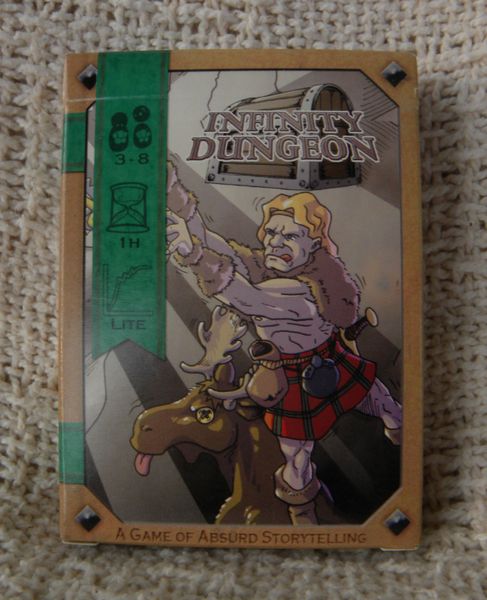 INFINITY
DUNGEON
3-8
1H
LITE
A GAME OF ABSURD STORYTELLING